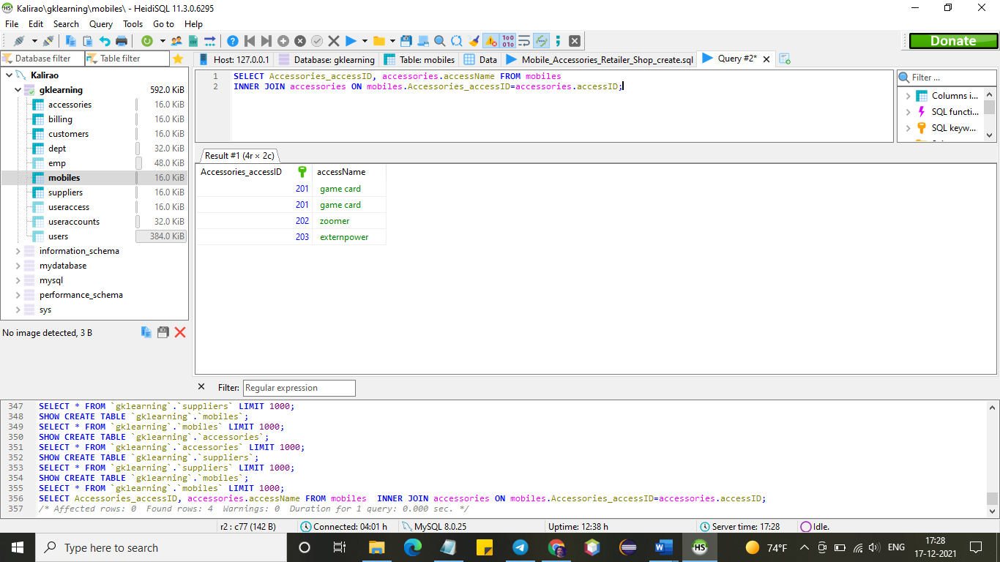 Kalirao\gklearning\mobiles\ - HeidiSQL 11.3.0.6295
File Edit Search Query Tools Go to Help
Donate
Database filter Table filter Host: 127.0.0.1 Database: gklearning Table: mobiles Data Mobile_Accessories_Retailer_Shop_create.sql Query #2*
Kalirao
gklearning 592.0 KiB
accessories 16.0 KiB
billing 16.0 KiB
customers 16.0 KiB
dept 32.0 KiB
emp 48.0 KiB
mobiles 16.0 KiB
suppliers 16.0 KiB
useraccess 16.0 KiB
useraccounts 32.0 KiB
users 384.0 KiB
information_schema
mydatabase
mysql
performance_schema
sys
No image detected, 3 B
1 SELECT Accessories_accessID, accessories.accessName FROM mobiles
2 INNER JOIN accessories ON mobiles.Accessories_accessID=accessories.accessID;
Filter ...
Columns i...
SQL functi...
SQL keyw...
Result #1 (4r × 2c)
Accessories_accessID accessName
201 game card
201 game card
202 zoomer
203 externpower
Filter: Regular expression
347 SELECT * FROM `gklearning`.`suppliers` LIMIT 1000;
348 SHOW CREATE TABLE `gklearning`.`mobiles`;
349 SELECT * FROM `gklearning`.`mobiles` LIMIT 1000;
350 SHOW CREATE TABLE `gklearning`.`accessories`;
351 SELECT * FROM `gklearning`.`accessories` LIMIT 1000;
352 SHOW CREATE TABLE `gklearning`.`suppliers`;
353 SELECT * FROM `gklearning`.`suppliers` LIMIT 1000;
354 SHOW CREATE TABLE `gklearning`.`mobiles`;
355 SELECT * FROM `gklearning`.`mobiles` LIMIT 1000;
356 SELECT Accessories_accessID, accessories.accessName FROM mobiles  INNER JOIN accessories ON mobiles.Accessories_accessID=accessories.accessID;
357 /* Affected rows: 0  Found rows: 4  Warnings: 0  Duration for 1 query: 0.000 sec. */
r2 : c77 (142 B) Connected: 04:01 h MySQL 8.0.25 Uptime: 12:38 h Server time: 17:28 Idle.
Type here to search
HS
74°F
ENG
17:28
17-12-2021